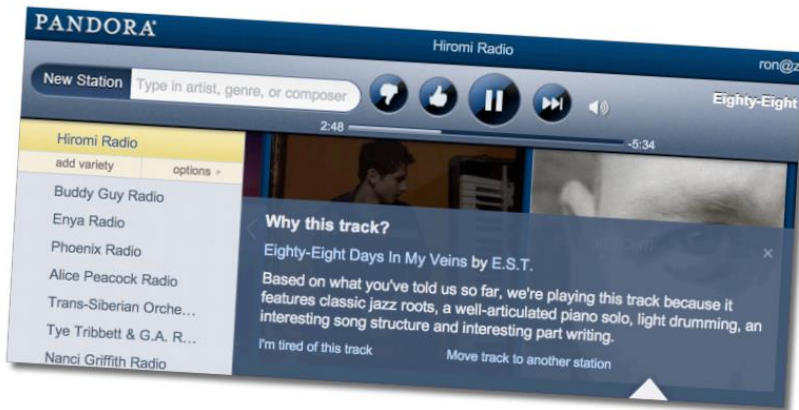 PANDORA®
Hiromi Radio
ron@z
New Station
Type in artist, genre, or composer
Eighty-Eight
2:48
-5:34
Hiromi Radio
add variety
options
Buddy Guy Radio
Enya Radio
Phoenix Radio
Alice Peacock Radio
Trans-Siberian Orche...
Tye Tribbett & G.A. R...
Nanci Griffith Radio
Why this track?
Eighty-Eight Days In My Veins by E.S.T.
Based on what you've told us so far, we're playing this track because it
features classic jazz roots, a well-articulated piano solo, light drumming, an
interesting song structure and interesting part writing.
I'm tired of this track
Move track to another station